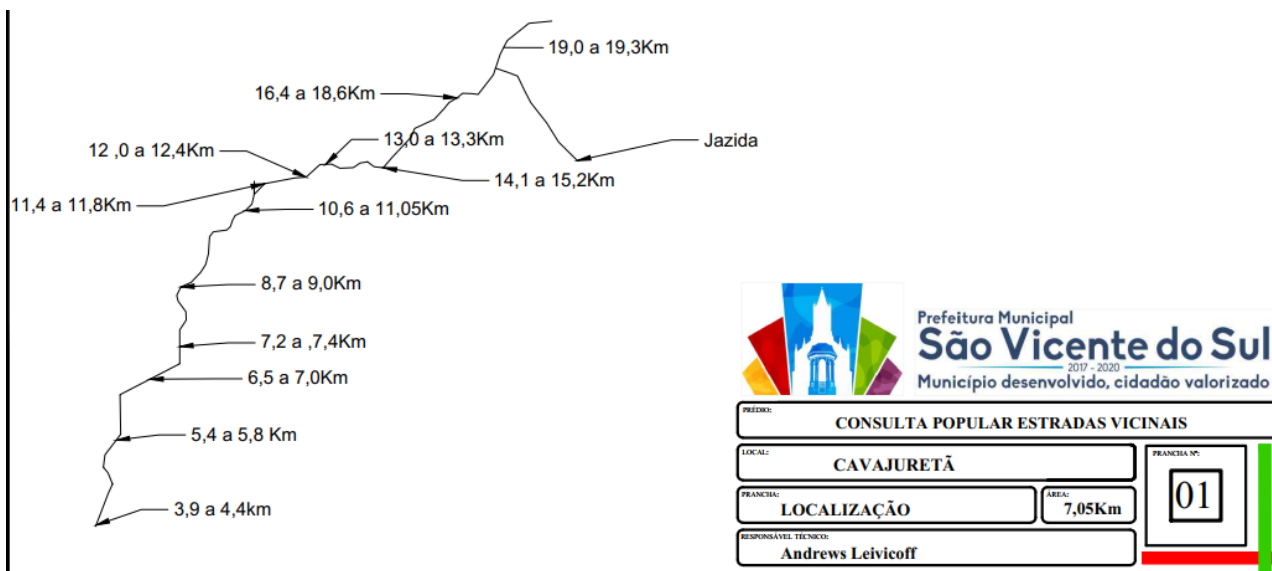 19,0 a 19,3Km
16,4 a 18,6Km
13,0 a 13,3Km
12 ,0 a 12,4Km
Jazida
14,1 a 15,2Km
11,4 a 11,8Km
10,6 a 11,05Km
8,7 a 9,0Km
7,2 a ,7,4Km
6,5 a 7,0Km
5,4 a 5,8 Km
3,9 a 4,4km
Prefeitura Municipal
São Vicente do Sul
2017 - 2020
Município desenvolvido, cidadão valorizado
PRÉDIO:
CONSULTA POPULAR ESTRADAS VICINAIS
LOCAL:
CAVAJURETÃ
PRANCHA:
LOCALIZAÇÃO
ÁREA:
7,05Km
PRANCHA Nº:
01
RESPONSÁVEL TÉCNICO:
Andrews Leivicoff